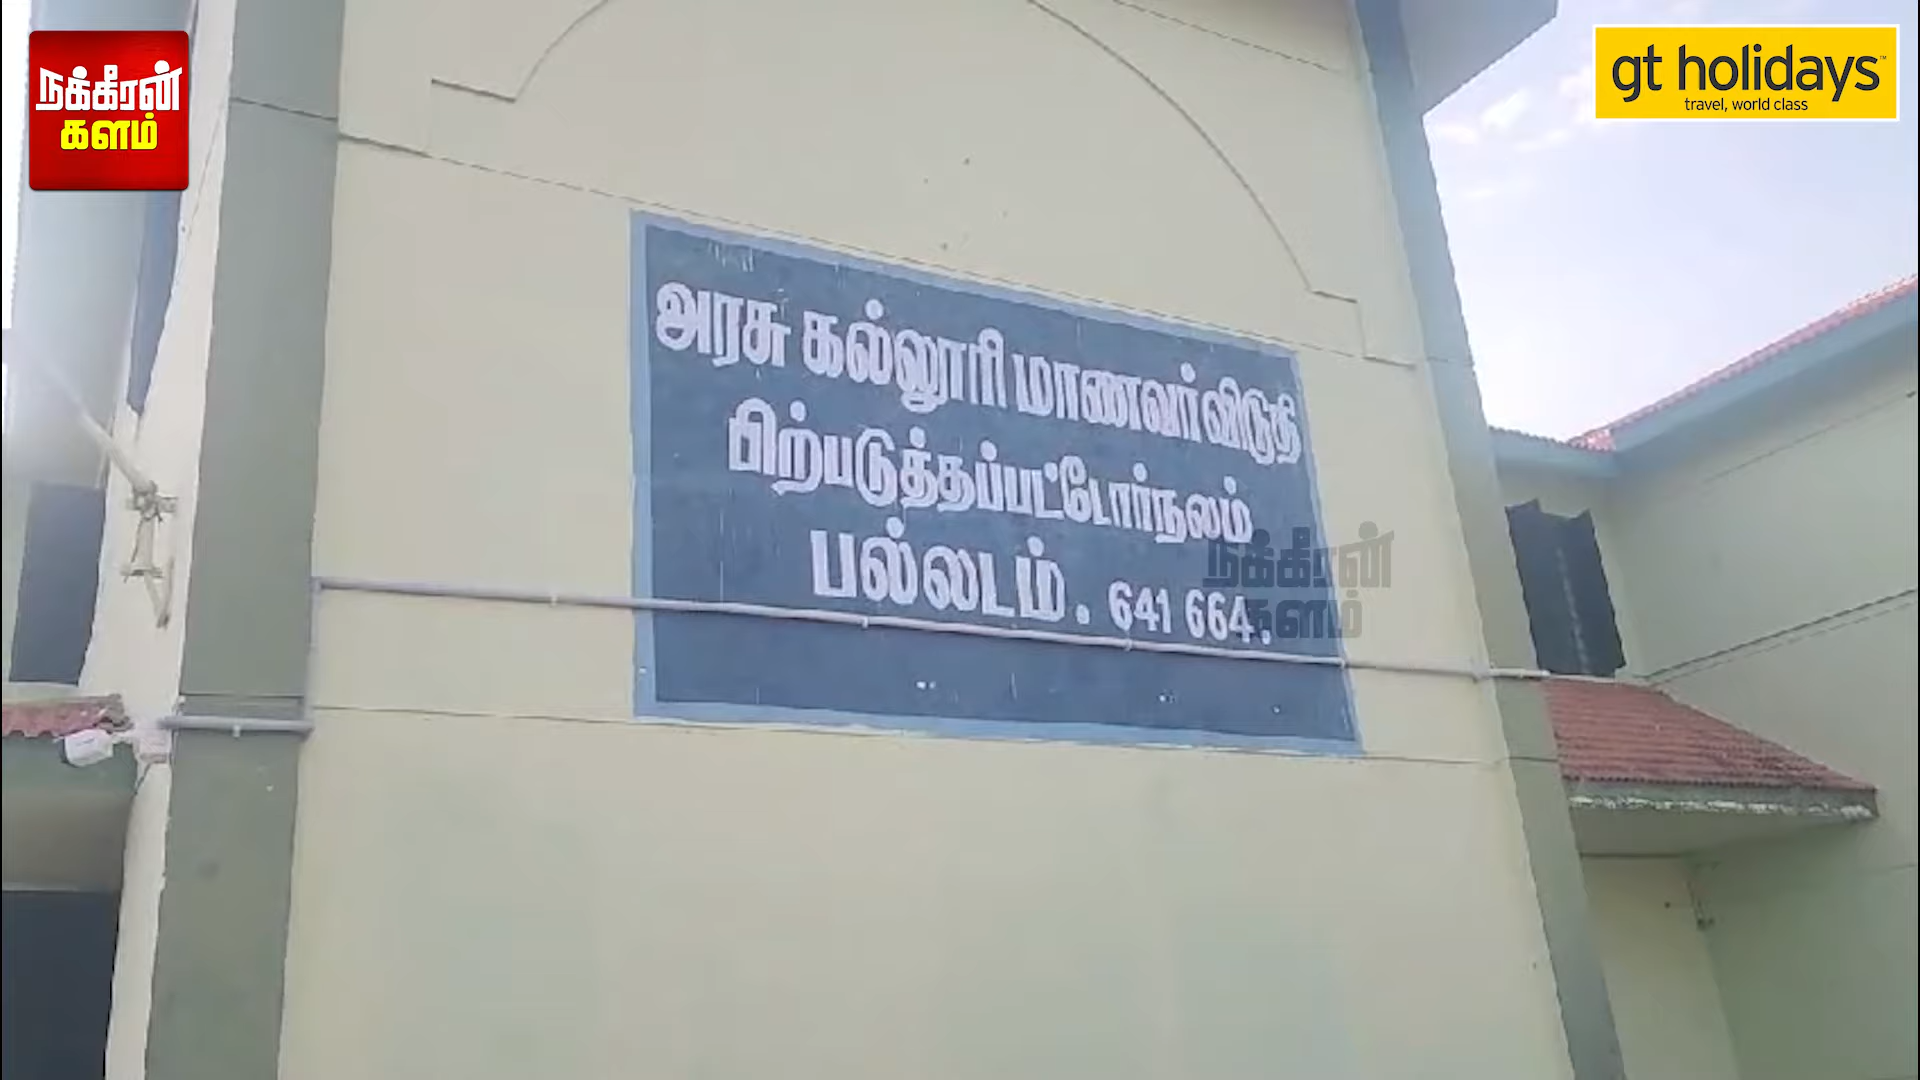 நக்கீரன்
களம்
gt holidays™
travel, world class
அரசு கல்லூரி மாணவர்விடுதி
பிற்படுத்தப்பட்டோர்நலம்
பல்லடம். 641 664.
நக்கீரன்
களம்